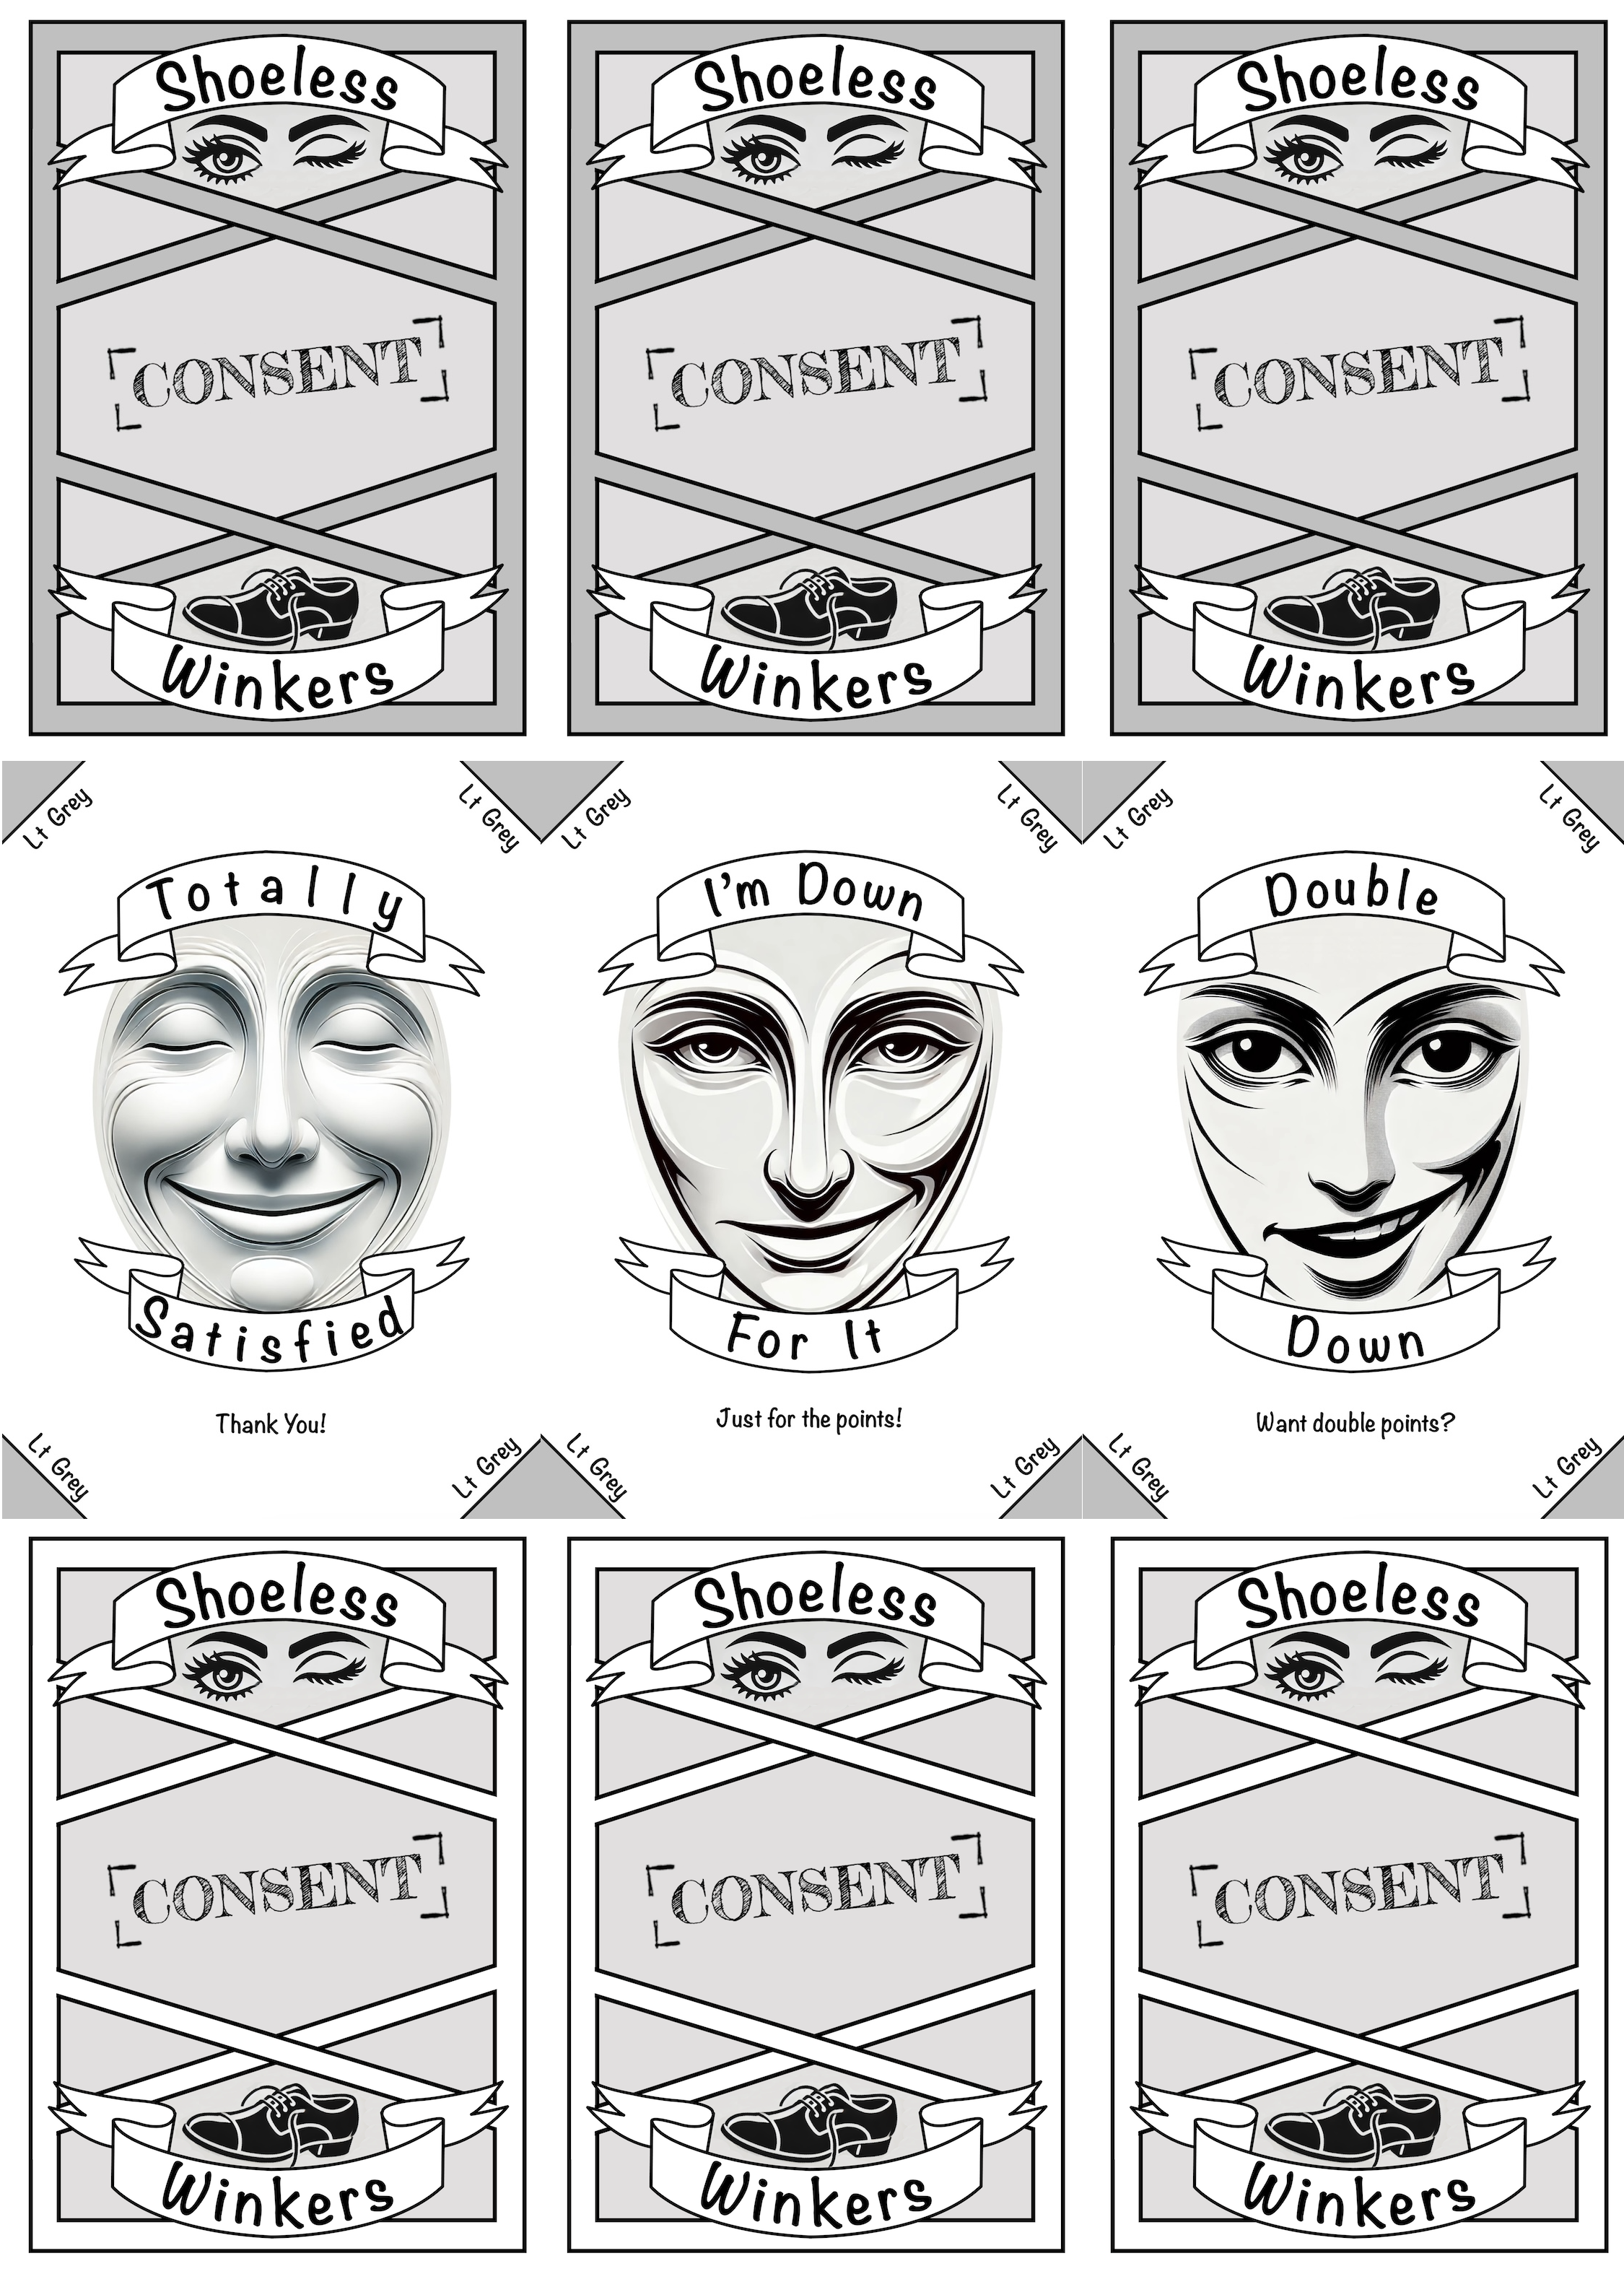 Shoeless
CONSENT
Winkers
Shoeless
CONSENT
Winkers
Shoeless
CONSENT
Winkers
Lt Grey
Lt Grey
Totally
Satisfied
Thank You!
Lt Grey
Lt Grey
Lt Grey
Lt Grey
I'm Down
For It
Just for the points!
Lt Grey
Lt Grey
Lt Grey
Lt Grey
Double
Down
Want double points?
Lt Grey
Lt Grey
Shoeless
CONSENT
Winkers
Shoeless
CONSENT
Winkers
Shoeless
CONSENT
Winkers